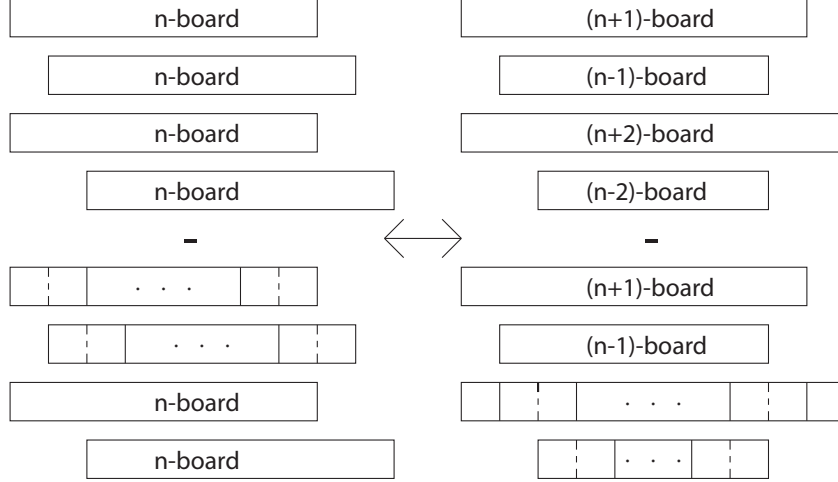 n-board
(n+1)-board
n-board
(n-1)-board
n-board
(n+2)-board
n-board
(n-2)-board
-
-
. . .
(n+1)-board
. . .
(n-1)-board
n-board
. . .
n-board
. . .